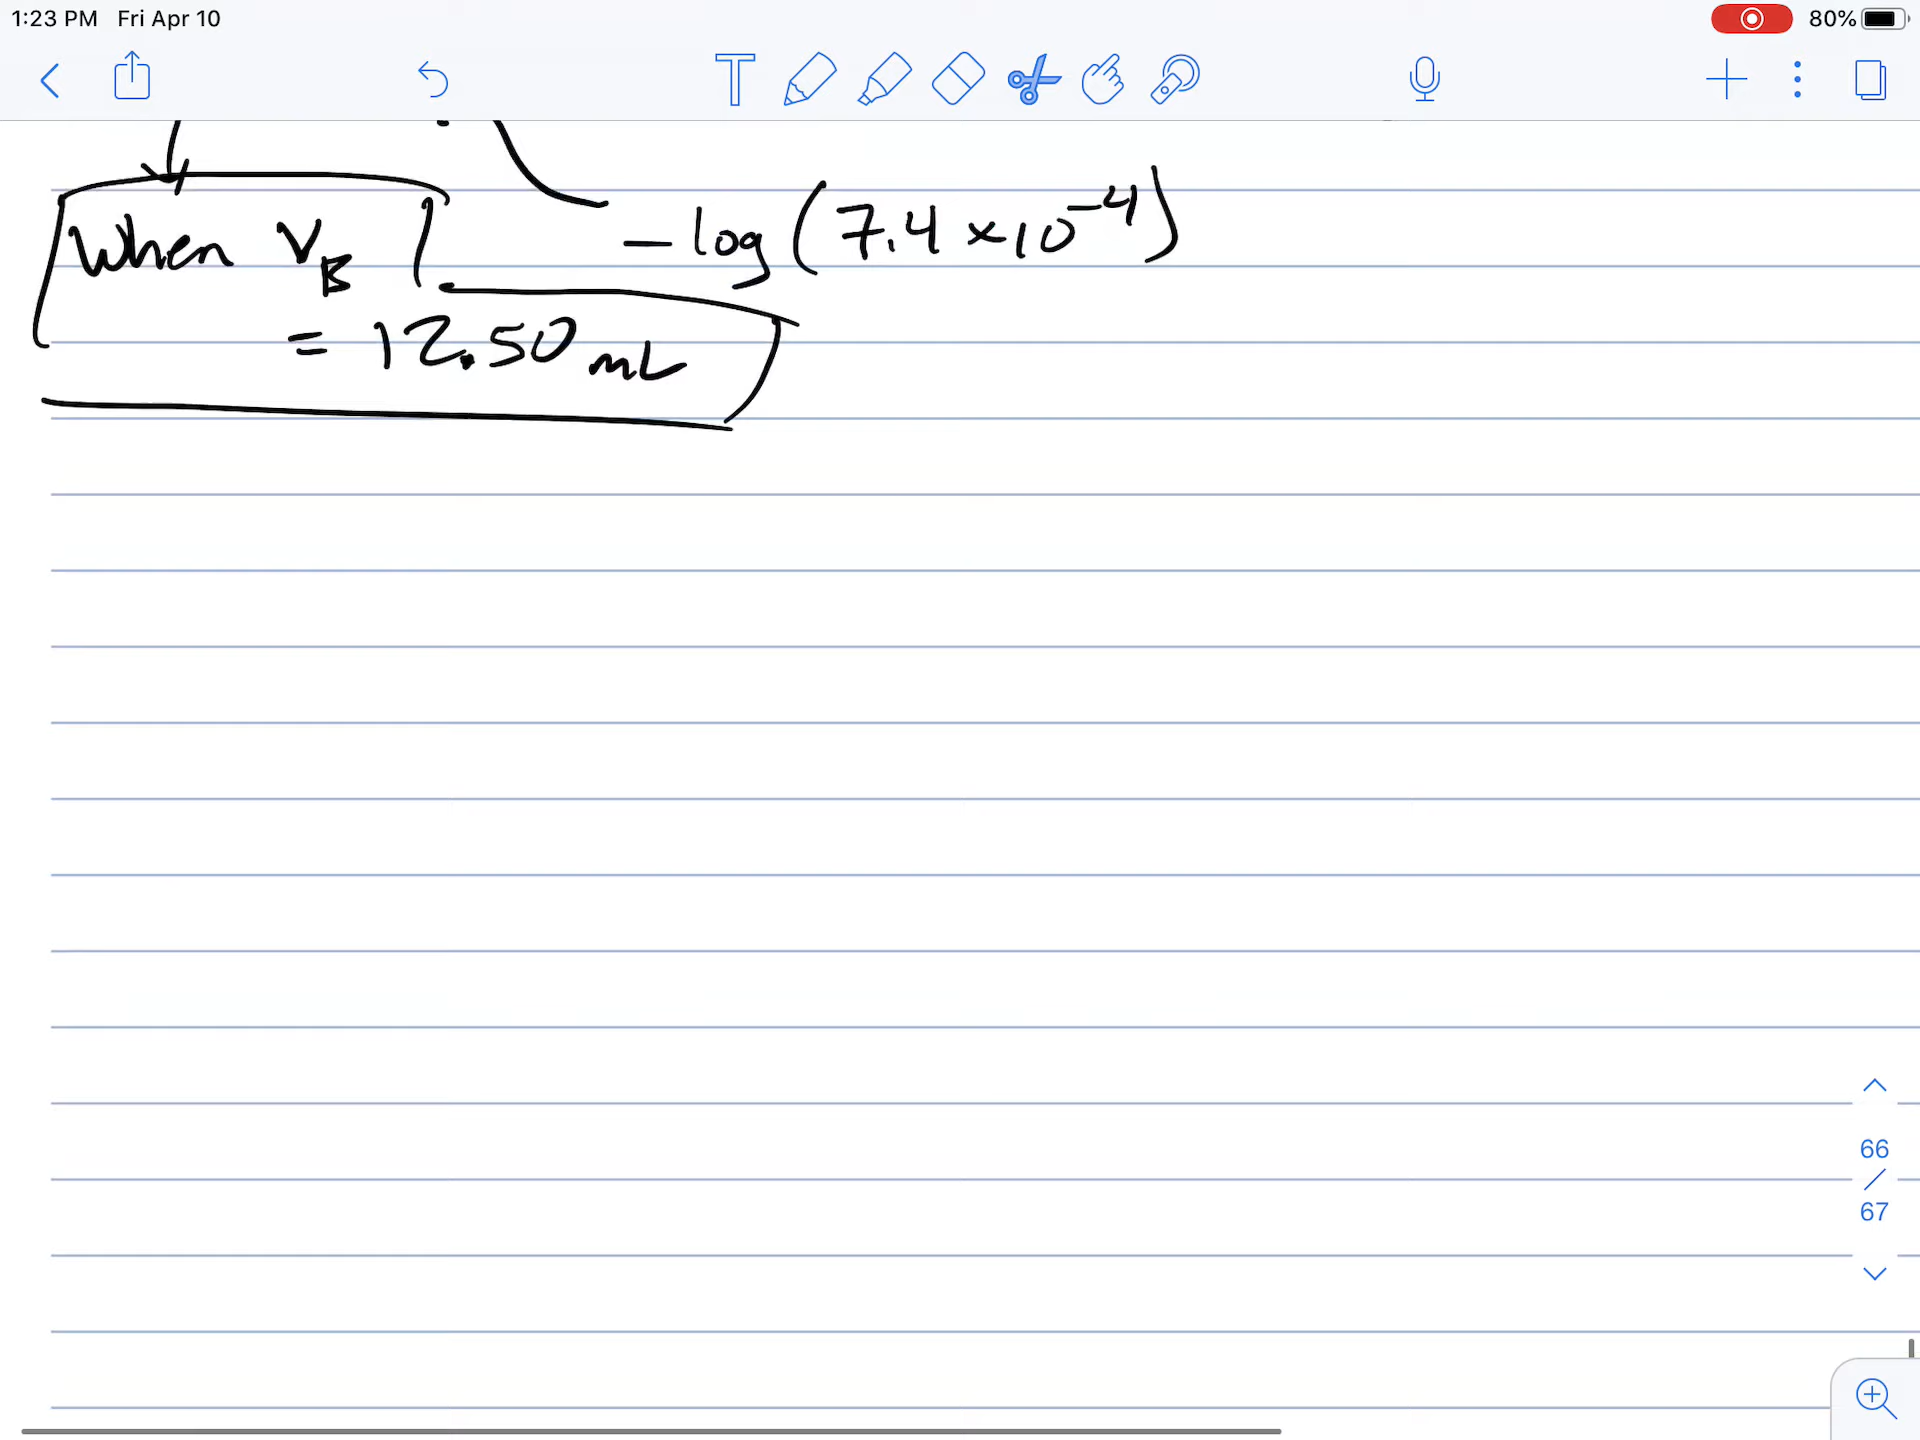 1:23 PM Fri Apr 10
80%
T
When V_B
-log(7.4×10⁻⁴)
= 12.50 mL
66
/
67